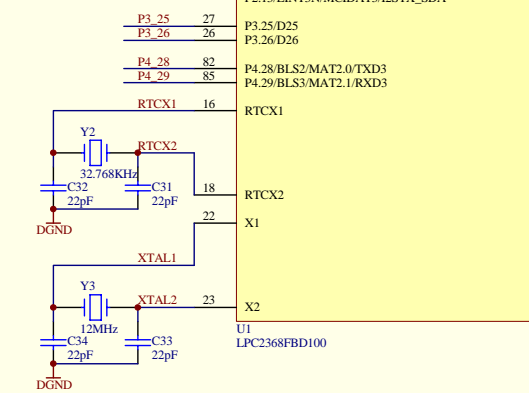 P3_25 27 P3.25/D25
P3_26 26 P3.26/D26
P4_28 82 P4.28/BLS2/MAT2.0/TXD3
P4_29 85 P4.29/BLS3/MAT2.1/RXD3
RTCX1 16 RTCX1
Y2
RTCX2
32.768KHz
C32 C31
22pF 22pF
18 RTCX2
DGND
22 X1
XTAL1
Y3
XTAL2 23 X2
12MHz
U1
LPC2368FBD100
C34 C33
22pF 22pF
DGND